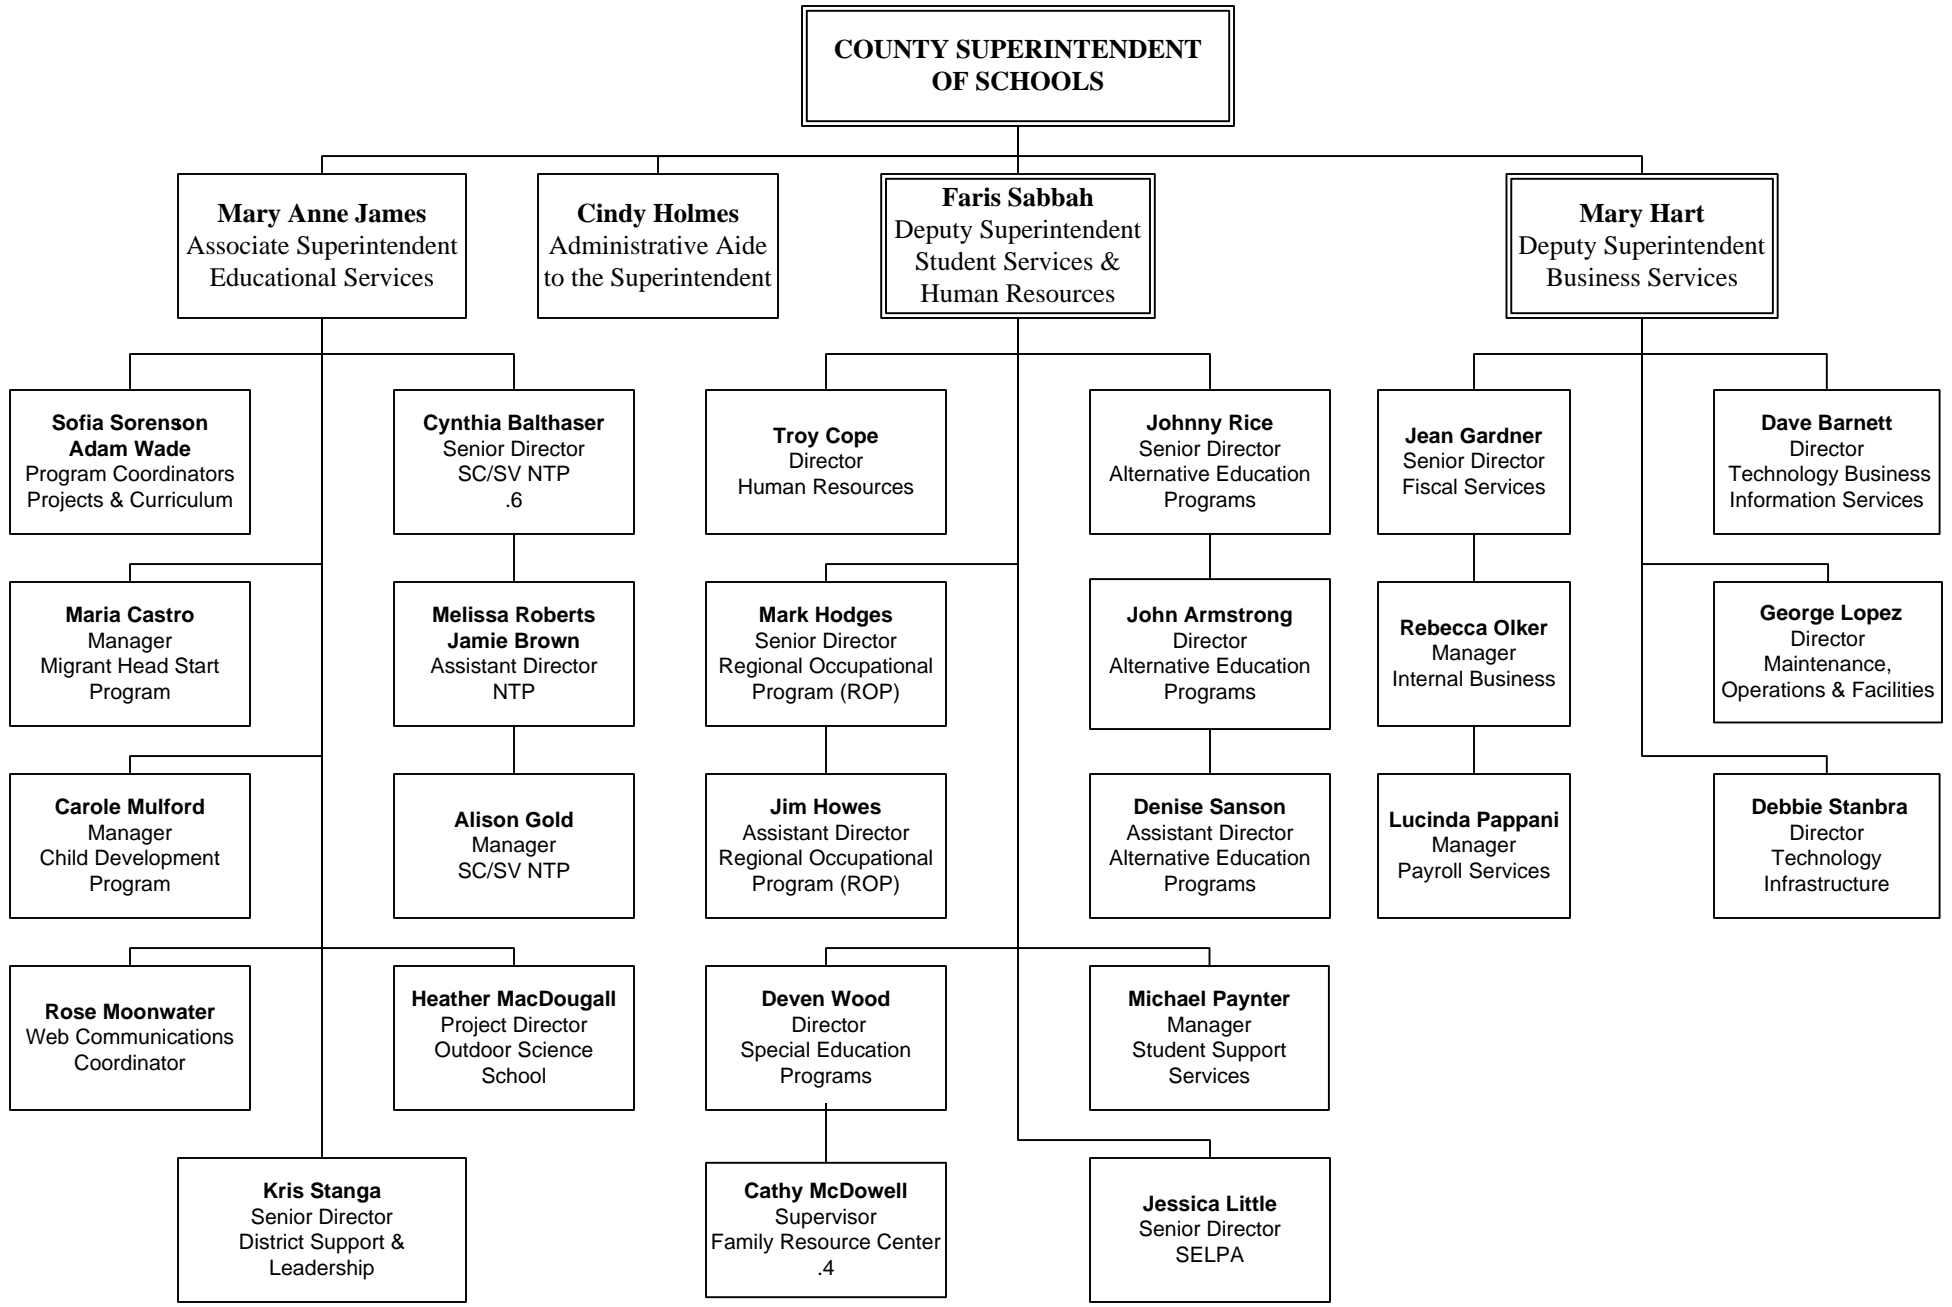 COUNTY SUPERINTENDENT
OF SCHOOLS
Mary Anne James
Associate Superintendent
Educational Services
Cindy Holmes
Administrative Aide
to the Superintendent
Faris Sabbah
Deputy Superintendent
Student Services &
Human Resources
Mary Hart
Deputy Superintendent
Business Services
Sofia Sorenson
Adam Wade
Program Coordinators
Projects & Curriculum
Cynthia Balthaser
Senior Director
SC/SV NTP
.6
Troy Cope
Director
Human Resources
Johnny Rice
Senior Director
Alternative Education
Programs
Jean Gardner
Senior Director
Fiscal Services
Dave Barnett
Director
Technology Business
Information Services
Maria Castro
Manager
Migrant Head Start
Program
Melissa Roberts
Jamie Brown
Assistant Director
NTP
Mark Hodges
Senior Director
Regional Occupational
Program (ROP)
John Armstrong
Director
Alternative Education
Programs
Rebecca Olker
Manager
Internal Business
George Lopez
Director
Maintenance,
Operations & Facilities
Carole Mulford
Manager
Child Development
Program
Alison Gold
Manager
SC/SV NTP
Jim Howes
Assistant Director
Regional Occupational
Program (ROP)
Denise Sanson
Assistant Director
Alternative Education
Programs
Lucinda Pappani
Manager
Payroll Services
Debbie Stanbra
Director
Technology
Infrastructure
Rose Moonwater
Web Communications
Coordinator
Heather MacDougall
Project Director
Outdoor Science
School
Deven Wood
Director
Special Education
Programs
Michael Paynter
Manager
Student Support
Services
Kris Stanga
Senior Director
District Support &
Leadership
Cathy McDowell
Supervisor
Family Resource Center
.4
Jessica Little
Senior Director
SELPA